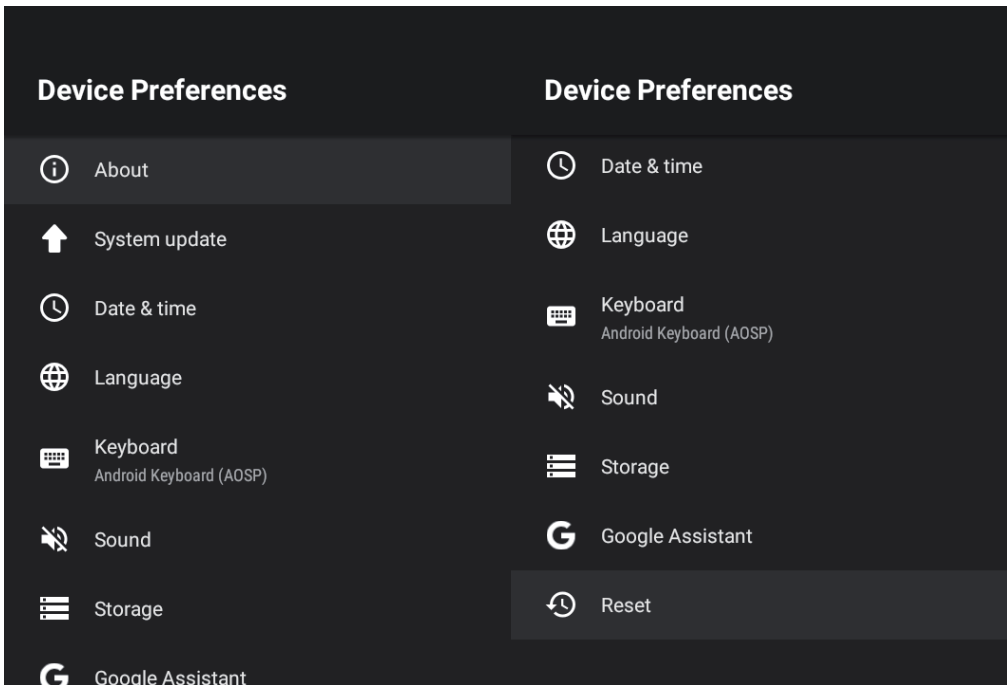 Device Preferences
About
System update
Date & time
Language
Keyboard
Android Keyboard (AOSP)
Sound
Storage
Google Assistant
Device Preferences
Date & time
Language
Keyboard
Android Keyboard (AOSP)
Sound
Storage
Google Assistant
Reset